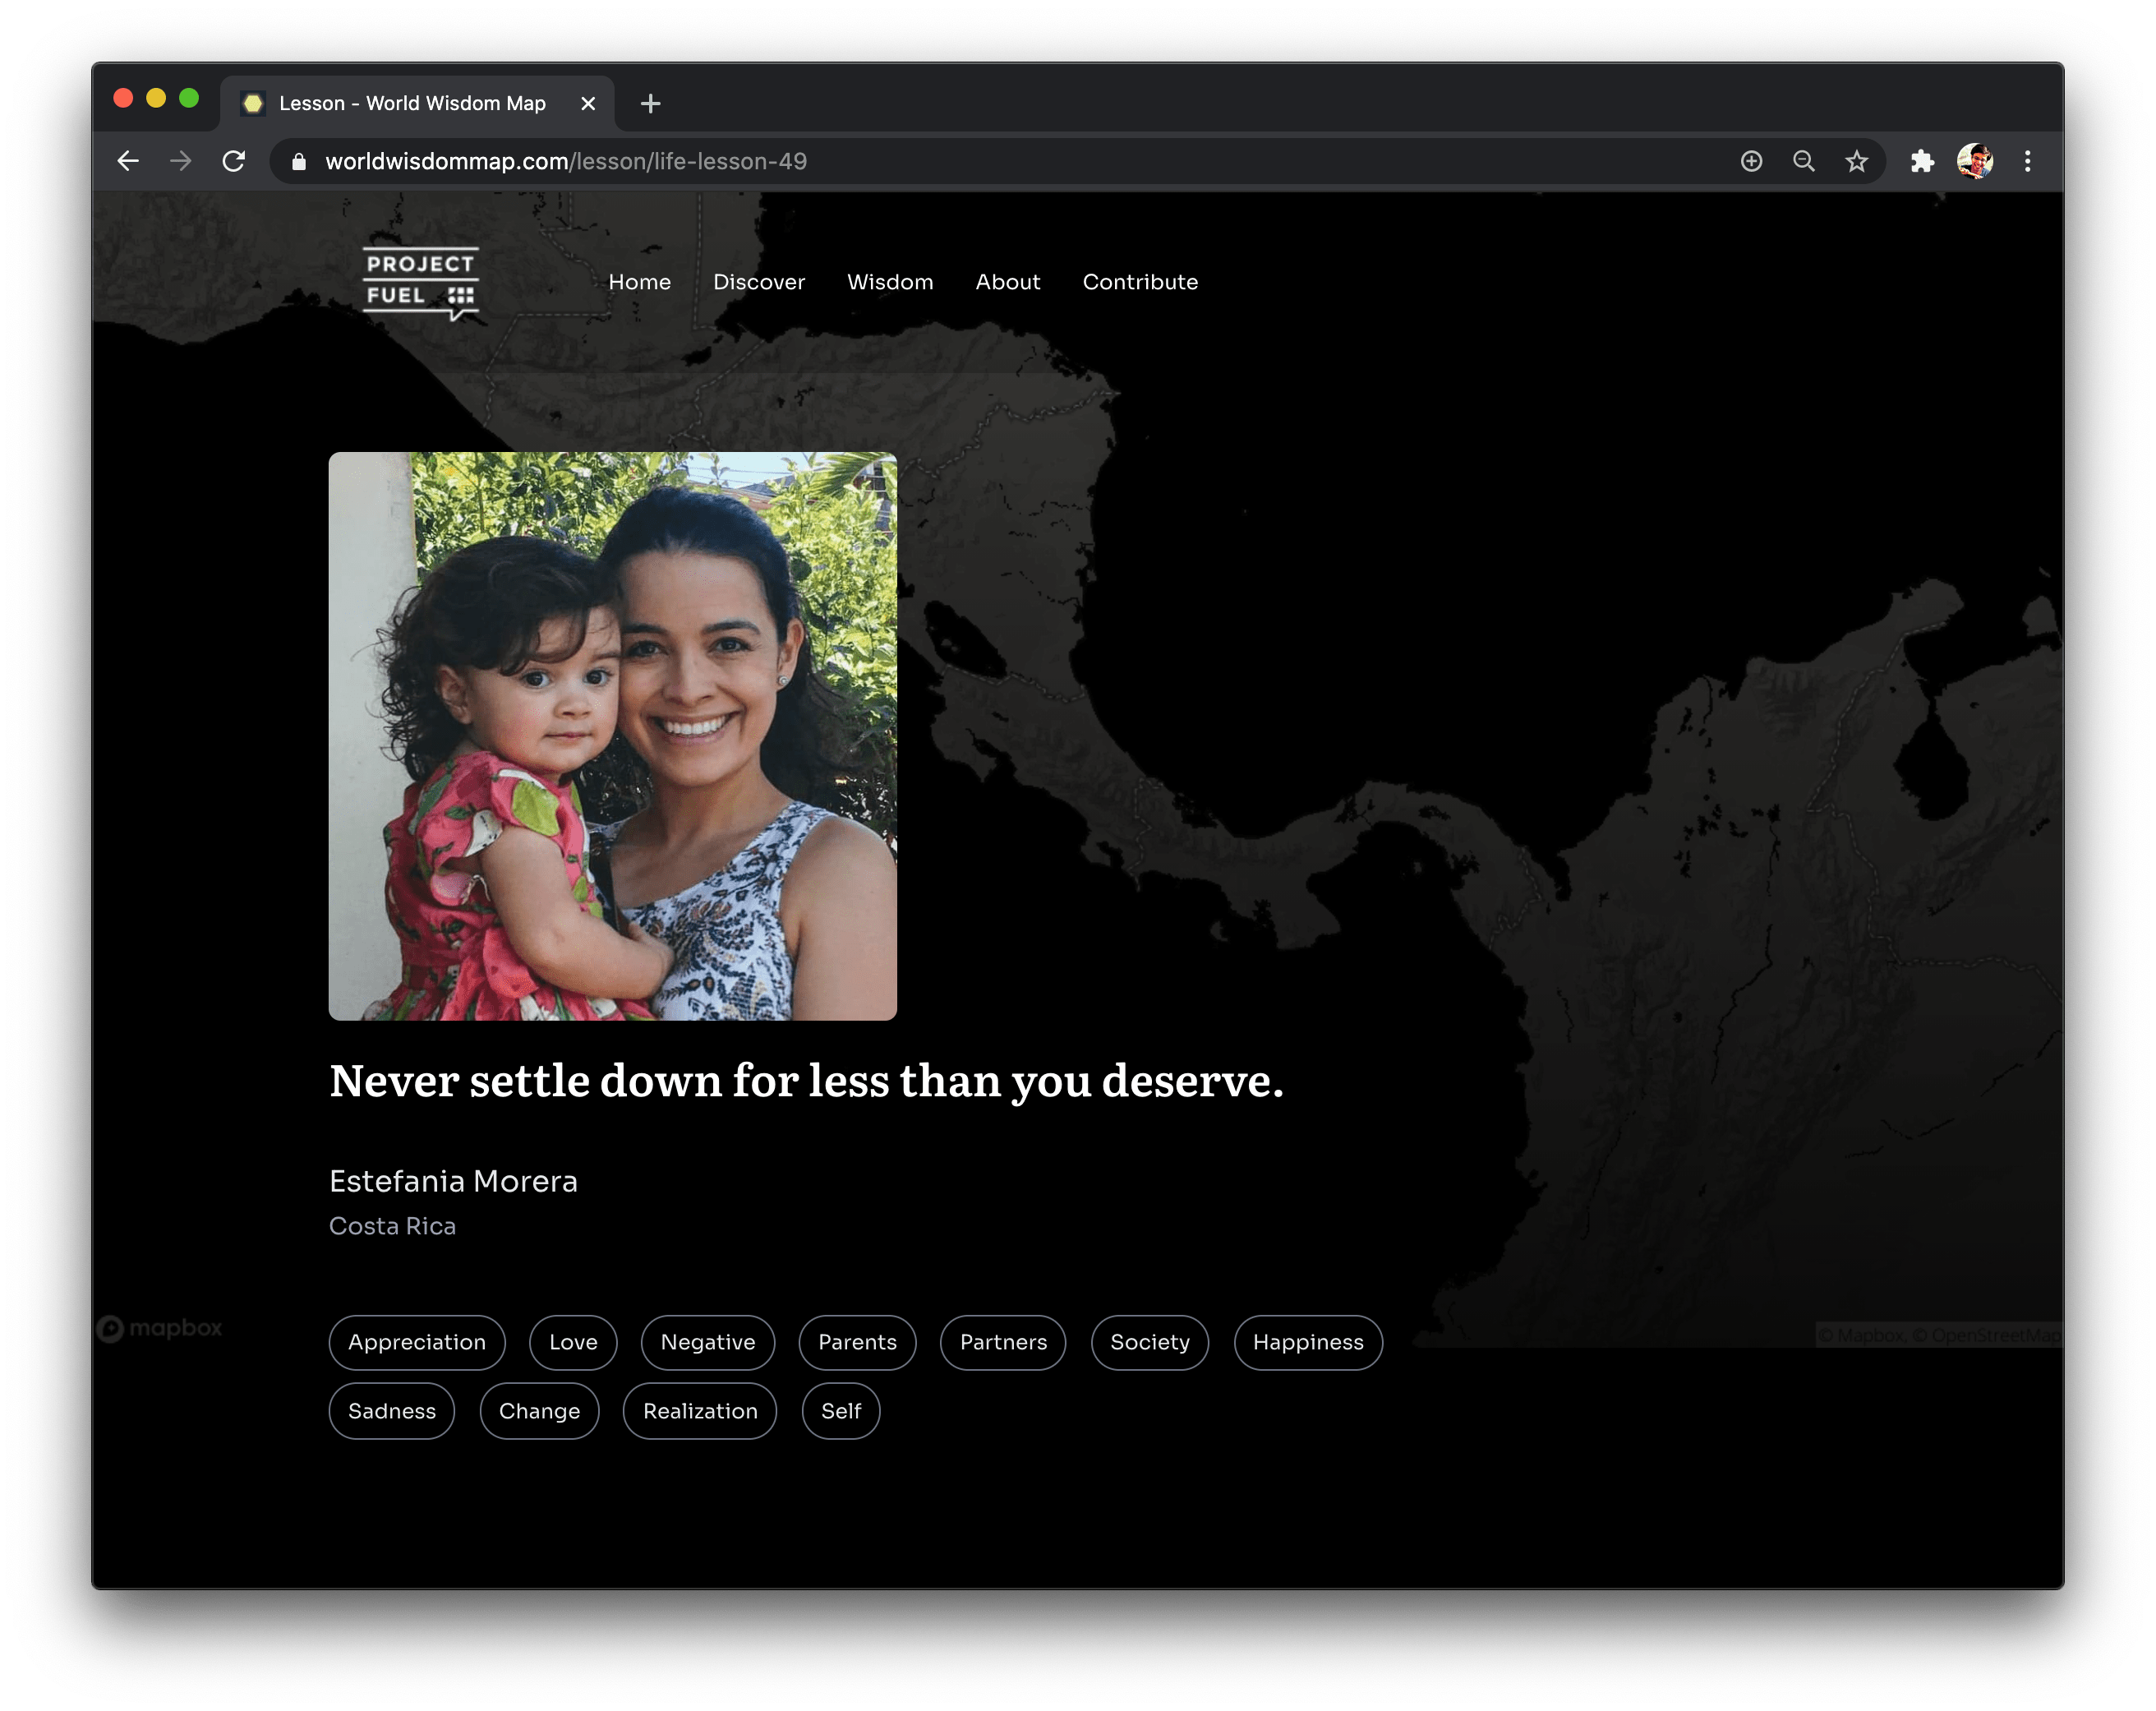 Lesson - World Wisdom Map
worldwisdommap.com/lesson/life-lesson-49
PROJECT
FUEL
Home Discover Wisdom About Contribute
Never settle down for less than you deserve.
Estefania Morera
Costa Rica
mapbox
© Mapbox, © OpenStreetMap
Appreciation Love Negative Parents Partners Society Happiness
Sadness Change Realization Self